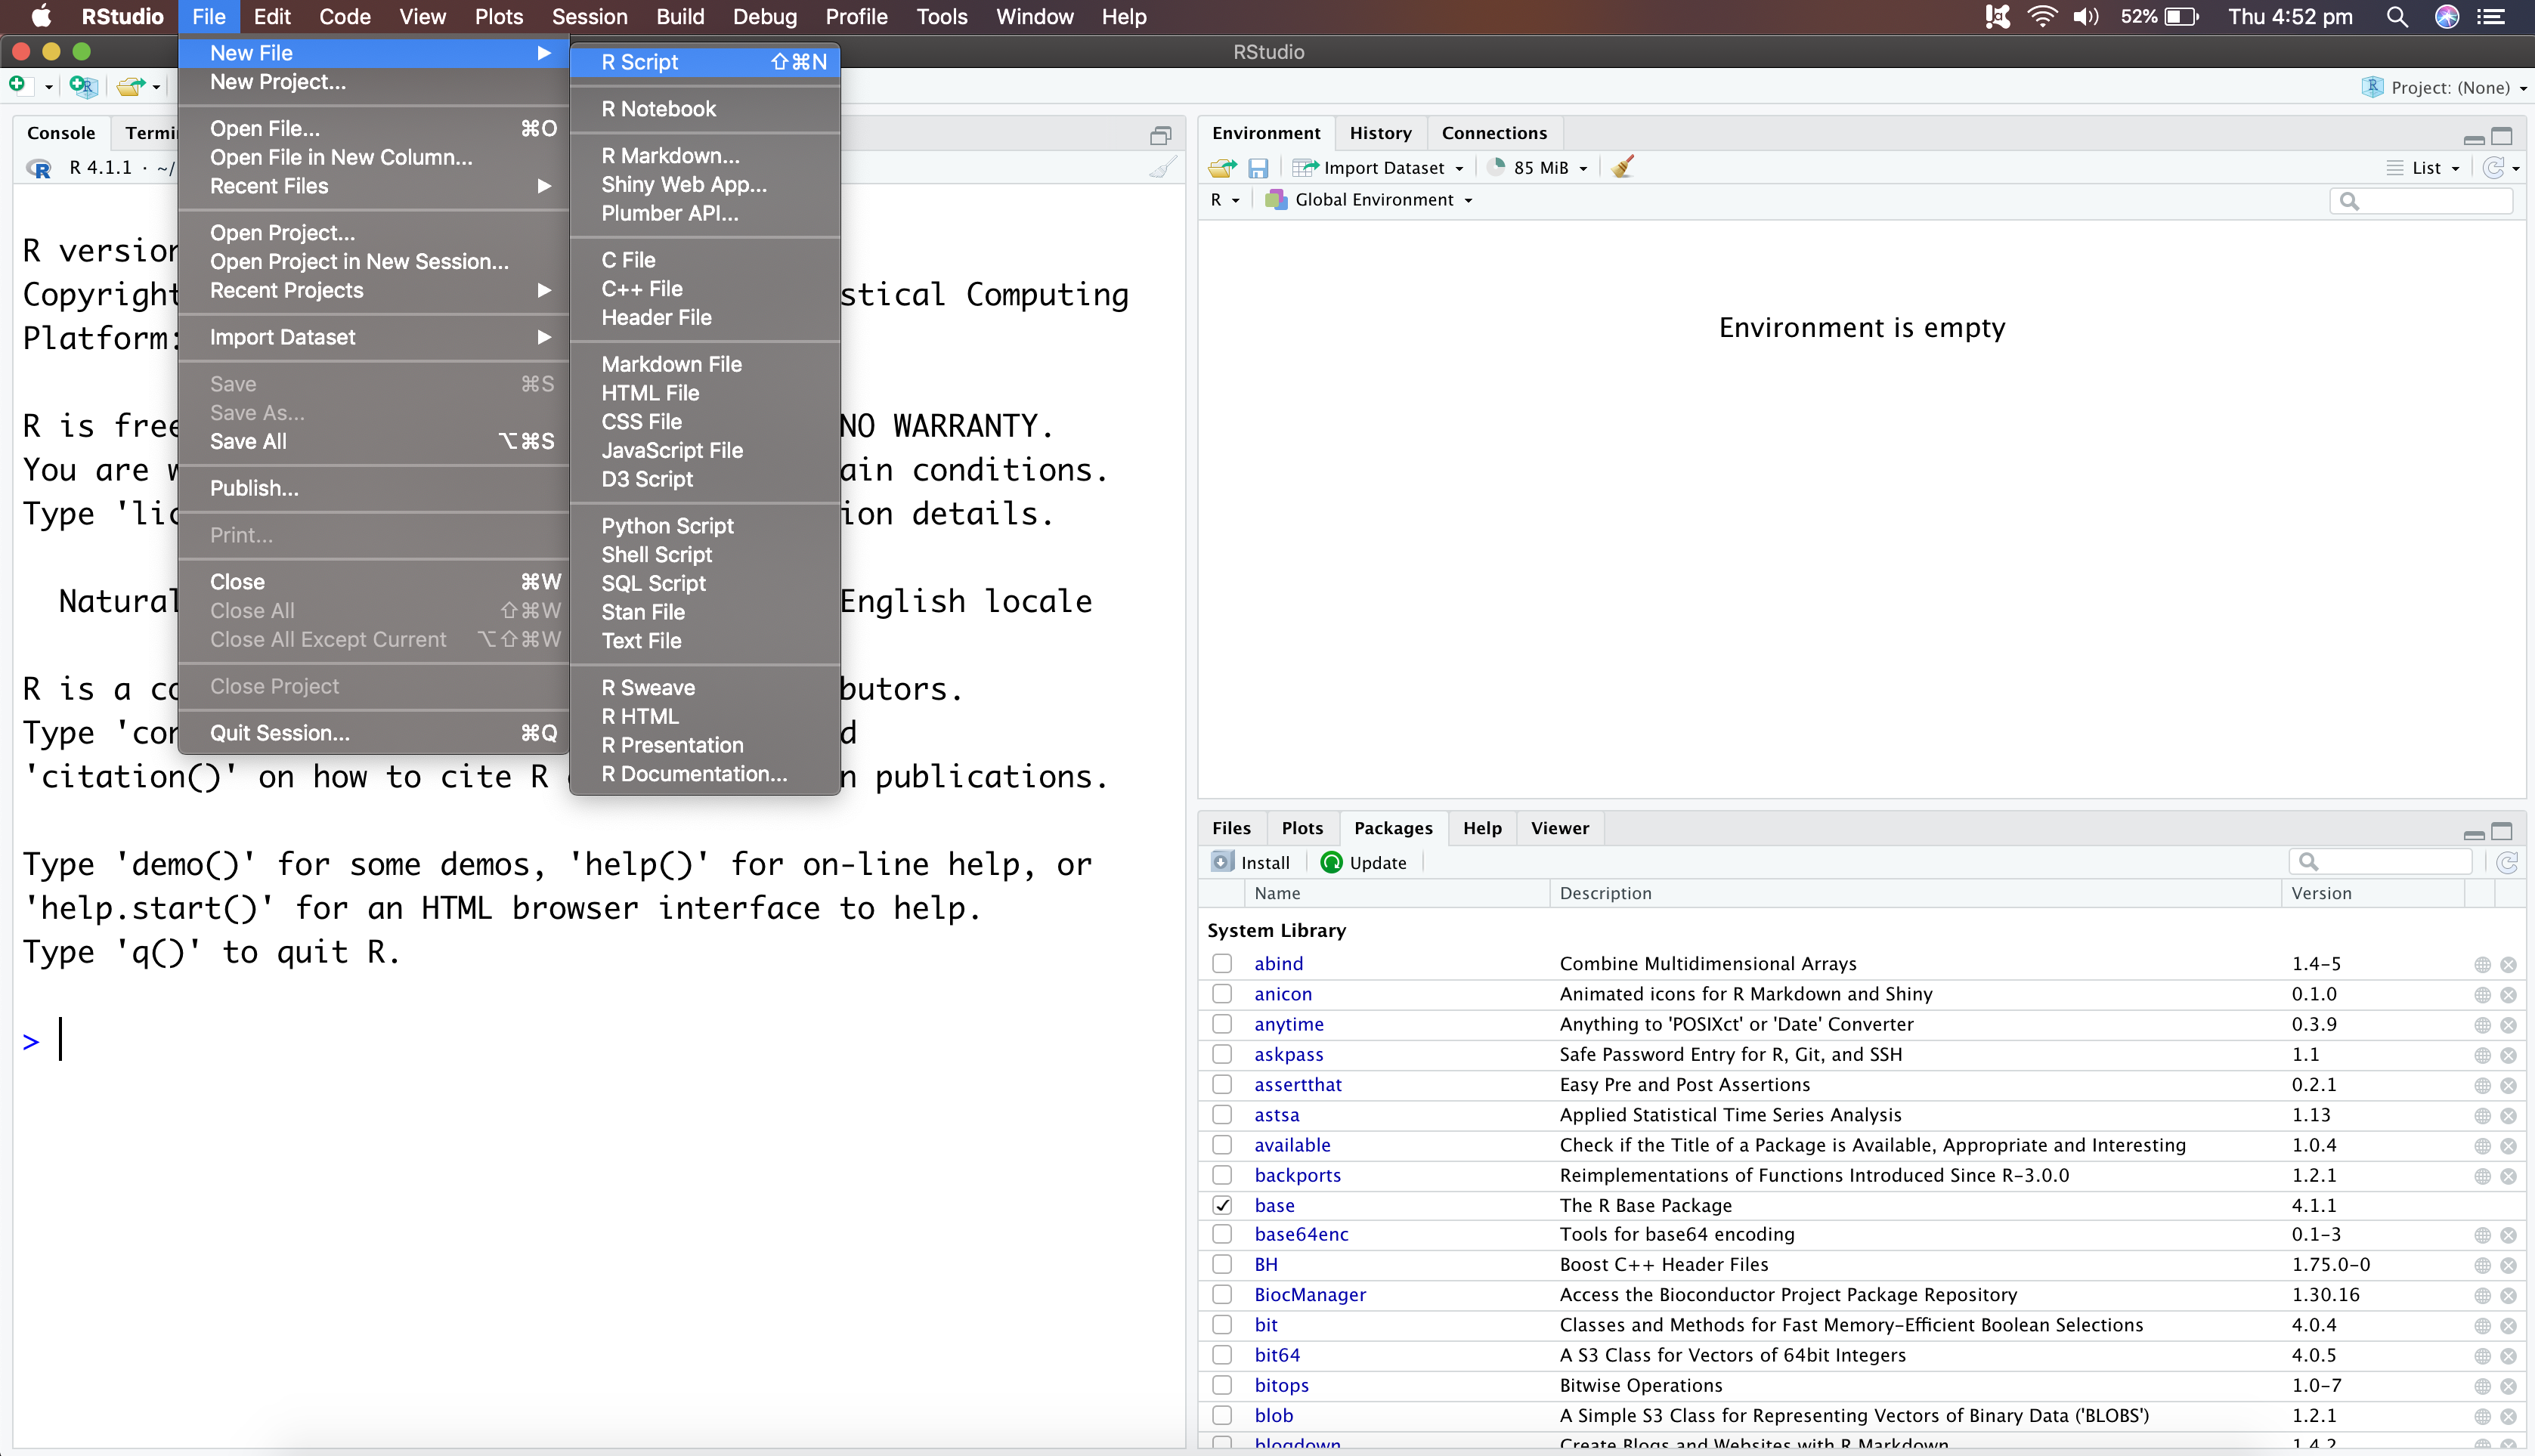 RStudio File Edit Code View Plots Session Build Debug Profile Tools Window Help 52% Thu 4:52 pm
RStudio
Project: (None)
New File
New Project...
Open File... ⌘O
Open File in New Column...
Recent Files
Open Project...
Open Project in New Session...
Recent Projects
Import Dataset
Save ⌘S
Save As...
Save All ⌥⌘S
Publish...
Print...
Close ⌘W
Close All ⇧⌘W
Close All Except Current ⌥⇧⌘W
Close Project
Quit Session... ⌘Q
R Script ⇧⌘N
R Notebook
R Markdown...
Shiny Web App...
Plumber API...
C File
C++ File
Header File
Markdown File
HTML File
CSS File
JavaScript File
D3 Script
Python Script
Shell Script
SQL Script
Stan File
Text File
R Sweave
R HTML
R Presentation
R Documentation...
Console
R 4.1.1 · ~/
R version
Copyright stical Computing
Platform:
R is free NO WARRANTY.
You are ain conditions.
Type ion details.
Natural English locale
R is a butors.
Type
'citation()' on how to cite R publications.
Type 'demo()' for some demos, 'help()' for on-line help, or
'help.start()' for an HTML browser interface to help.
Type 'q()' to quit R.
>
Environment History Connections
Import Dataset 85 MiB List
R Global Environment
Environment is empty
Files Plots Packages Help Viewer
Install Update
Name Description Version
System Library
abind Combine Multidimensional Arrays 1.4-5
anicon Animated icons for R Markdown and Shiny 0.1.0
anytime Anything to 'POSIXct' or 'Date' Converter 0.3.9
askpass Safe Password Entry for R, Git, and SSH 1.1
assertthat Easy Pre and Post Assertions 0.2.1
astsa Applied Statistical Time Series Analysis 1.13
available Check if the Title of a Package is Available, Appropriate and Interesting 1.0.4
backports Reimplementations of Functions Introduced Since R-3.0.0 1.2.1
base The R Base Package 4.1.1
base64enc Tools for base64 encoding 0.1-3
BH Boost C++ Header Files 1.75.0-0
BiocManager Access the Bioconductor Project Package Repository 1.30.16
bit Classes and Methods for Fast Memory-Efficient Boolean Selections 4.0.4
bit64 A S3 Class for Vectors of 64bit Integers 4.0.5
bitops Bitwise Operations 1.0-7
blob A Simple S3 Class for Representing Vectors of Binary Data ('BLOBS') 1.2.1
blogdown Create Blogs and Websites with R Markdown 1.4.2